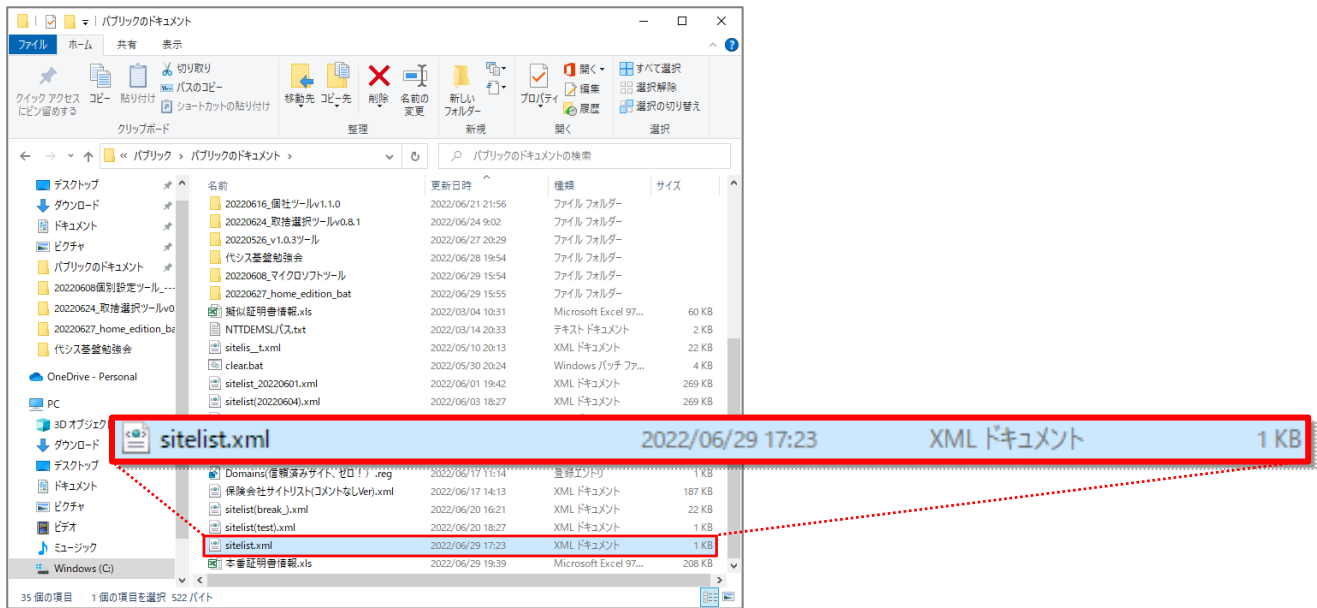 パブリックのドキュメント
ファイル ホーム 共有 表示
クイック アクセスにピン留めする コピー 貼り付け 切り取り パスのコピー ショートカットの貼り付け
移動先 コピー先 削除 名前の変更 新しいフォルダー プロパティ 開く 編集 履歴 すべて選択 選択解除 選択の切り替え
クリップボード 整理 新規 開く 選択
« パブリック › パブリックのドキュメント › パブリックのドキュメントの検索
デスクトップ
ダウンロード
ドキュメント
ピクチャ
パブリックのドキュメント
20220608個別設定ツール_---
20220624_取捨選択ツールv0.
20220627_home_edition_ba
代シス基盤勉強会
OneDrive - Personal
PC
3D オブジェクト
ダウンロード
デスクトップ
ドキュメント
ピクチャ
ビデオ
ミュージック
Windows (C:)
名前 更新日時 種類 サイズ
20220616_個社ツールv1.1.0 2022/06/21 21:56 ファイル フォルダー
20220624_取捨選択ツールv0.8.1 2022/06/24 9:02 ファイル フォルダー
20220526_v1.0.3ツール 2022/06/27 20:29 ファイル フォルダー
代シス基盤勉強会 2022/06/28 19:54 ファイル フォルダー
20220608_マイクロソフトツール 2022/06/29 15:54 ファイル フォルダー
20220627_home_edition_bat 2022/06/29 15:55 ファイル フォルダー
擬似証明書情報.xls 2022/03/04 10:31 Microsoft Excel 97... 60 KB
NTTDEMSLパス.txt 2022/03/14 20:33 テキスト ドキュメント 2 KB
sitelis__t.xml 2022/05/10 20:13 XML ドキュメント 22 KB
clear.bat 2022/05/30 20:24 Windows バッチ ファ... 4 KB
sitelist_20220601.xml 2022/06/01 19:42 XML ドキュメント 269 KB
sitelist(20220604).xml 2022/06/03 18:27 XML ドキュメント 269 KB
sitelist.xml 2022/06/29 17:23 XML ドキュメント 1 KB
Domains(信頼済みサイト、ゼロ！）.reg 2022/06/17 11:14 登録エントリ 1 KB
保険会社サイトリスト(コメントなしVer).xml 2022/06/17 14:13 XML ドキュメント 187 KB
sitelist(break_).xml 2022/06/20 16:21 XML ドキュメント 22 KB
sitelist(test).xml 2022/06/20 18:27 XML ドキュメント 1 KB
sitelist.xml 2022/06/29 17:23 XML ドキュメント 1 KB
本番証明書情報.xls 2022/06/29 19:39 Microsoft Excel 97... 208 KB
35 個の項目 1 個の項目を選択 522 バイト